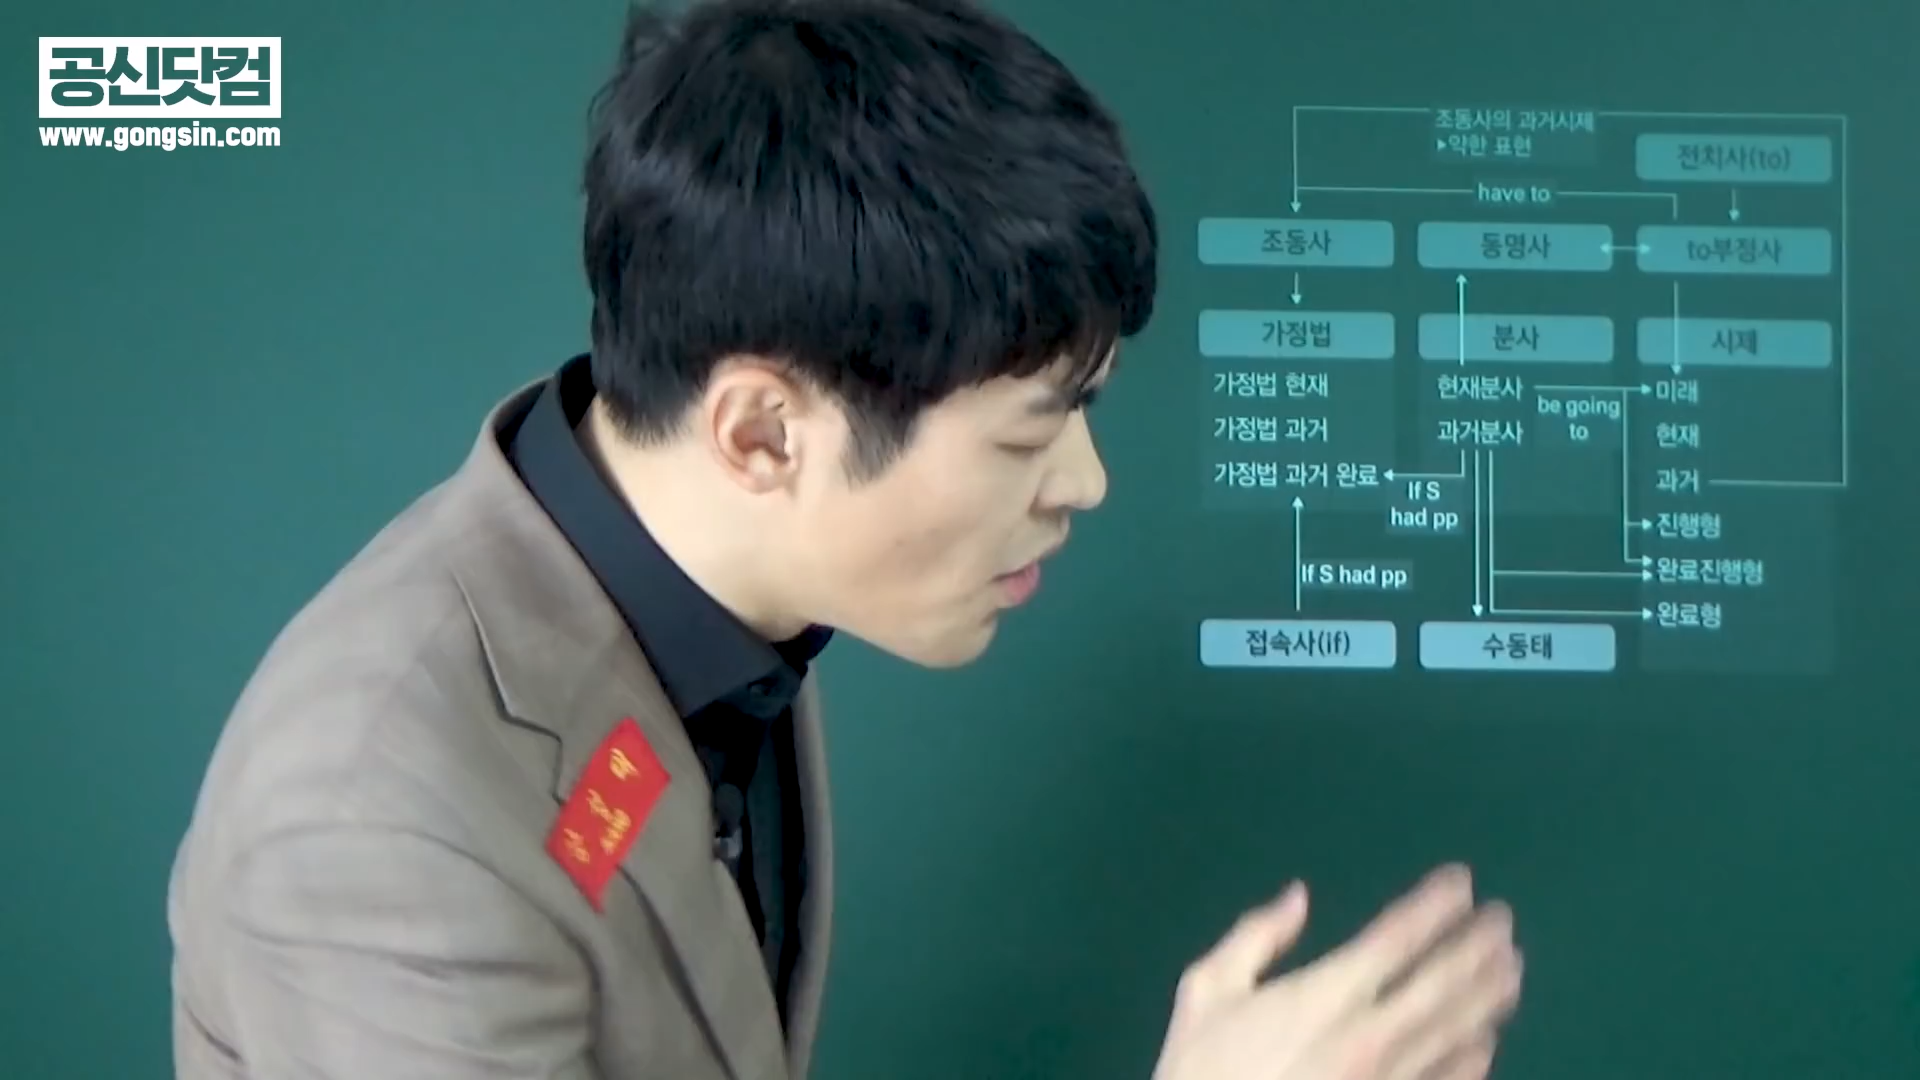 공신닷컴
www.gongsin.com
조동사의 과거시제
▸약한 표현
전치사(to)
have to
조동사
동명사
to부정사
가정법
분사
시제
가정법 현재
현재분사
미래
be going
to
가정법 과거
과거분사
현재
가정법 과거 완료
과거
If S
had pp
진행형
If S had pp
완료진행형
완료형
접속사(if)
수동태